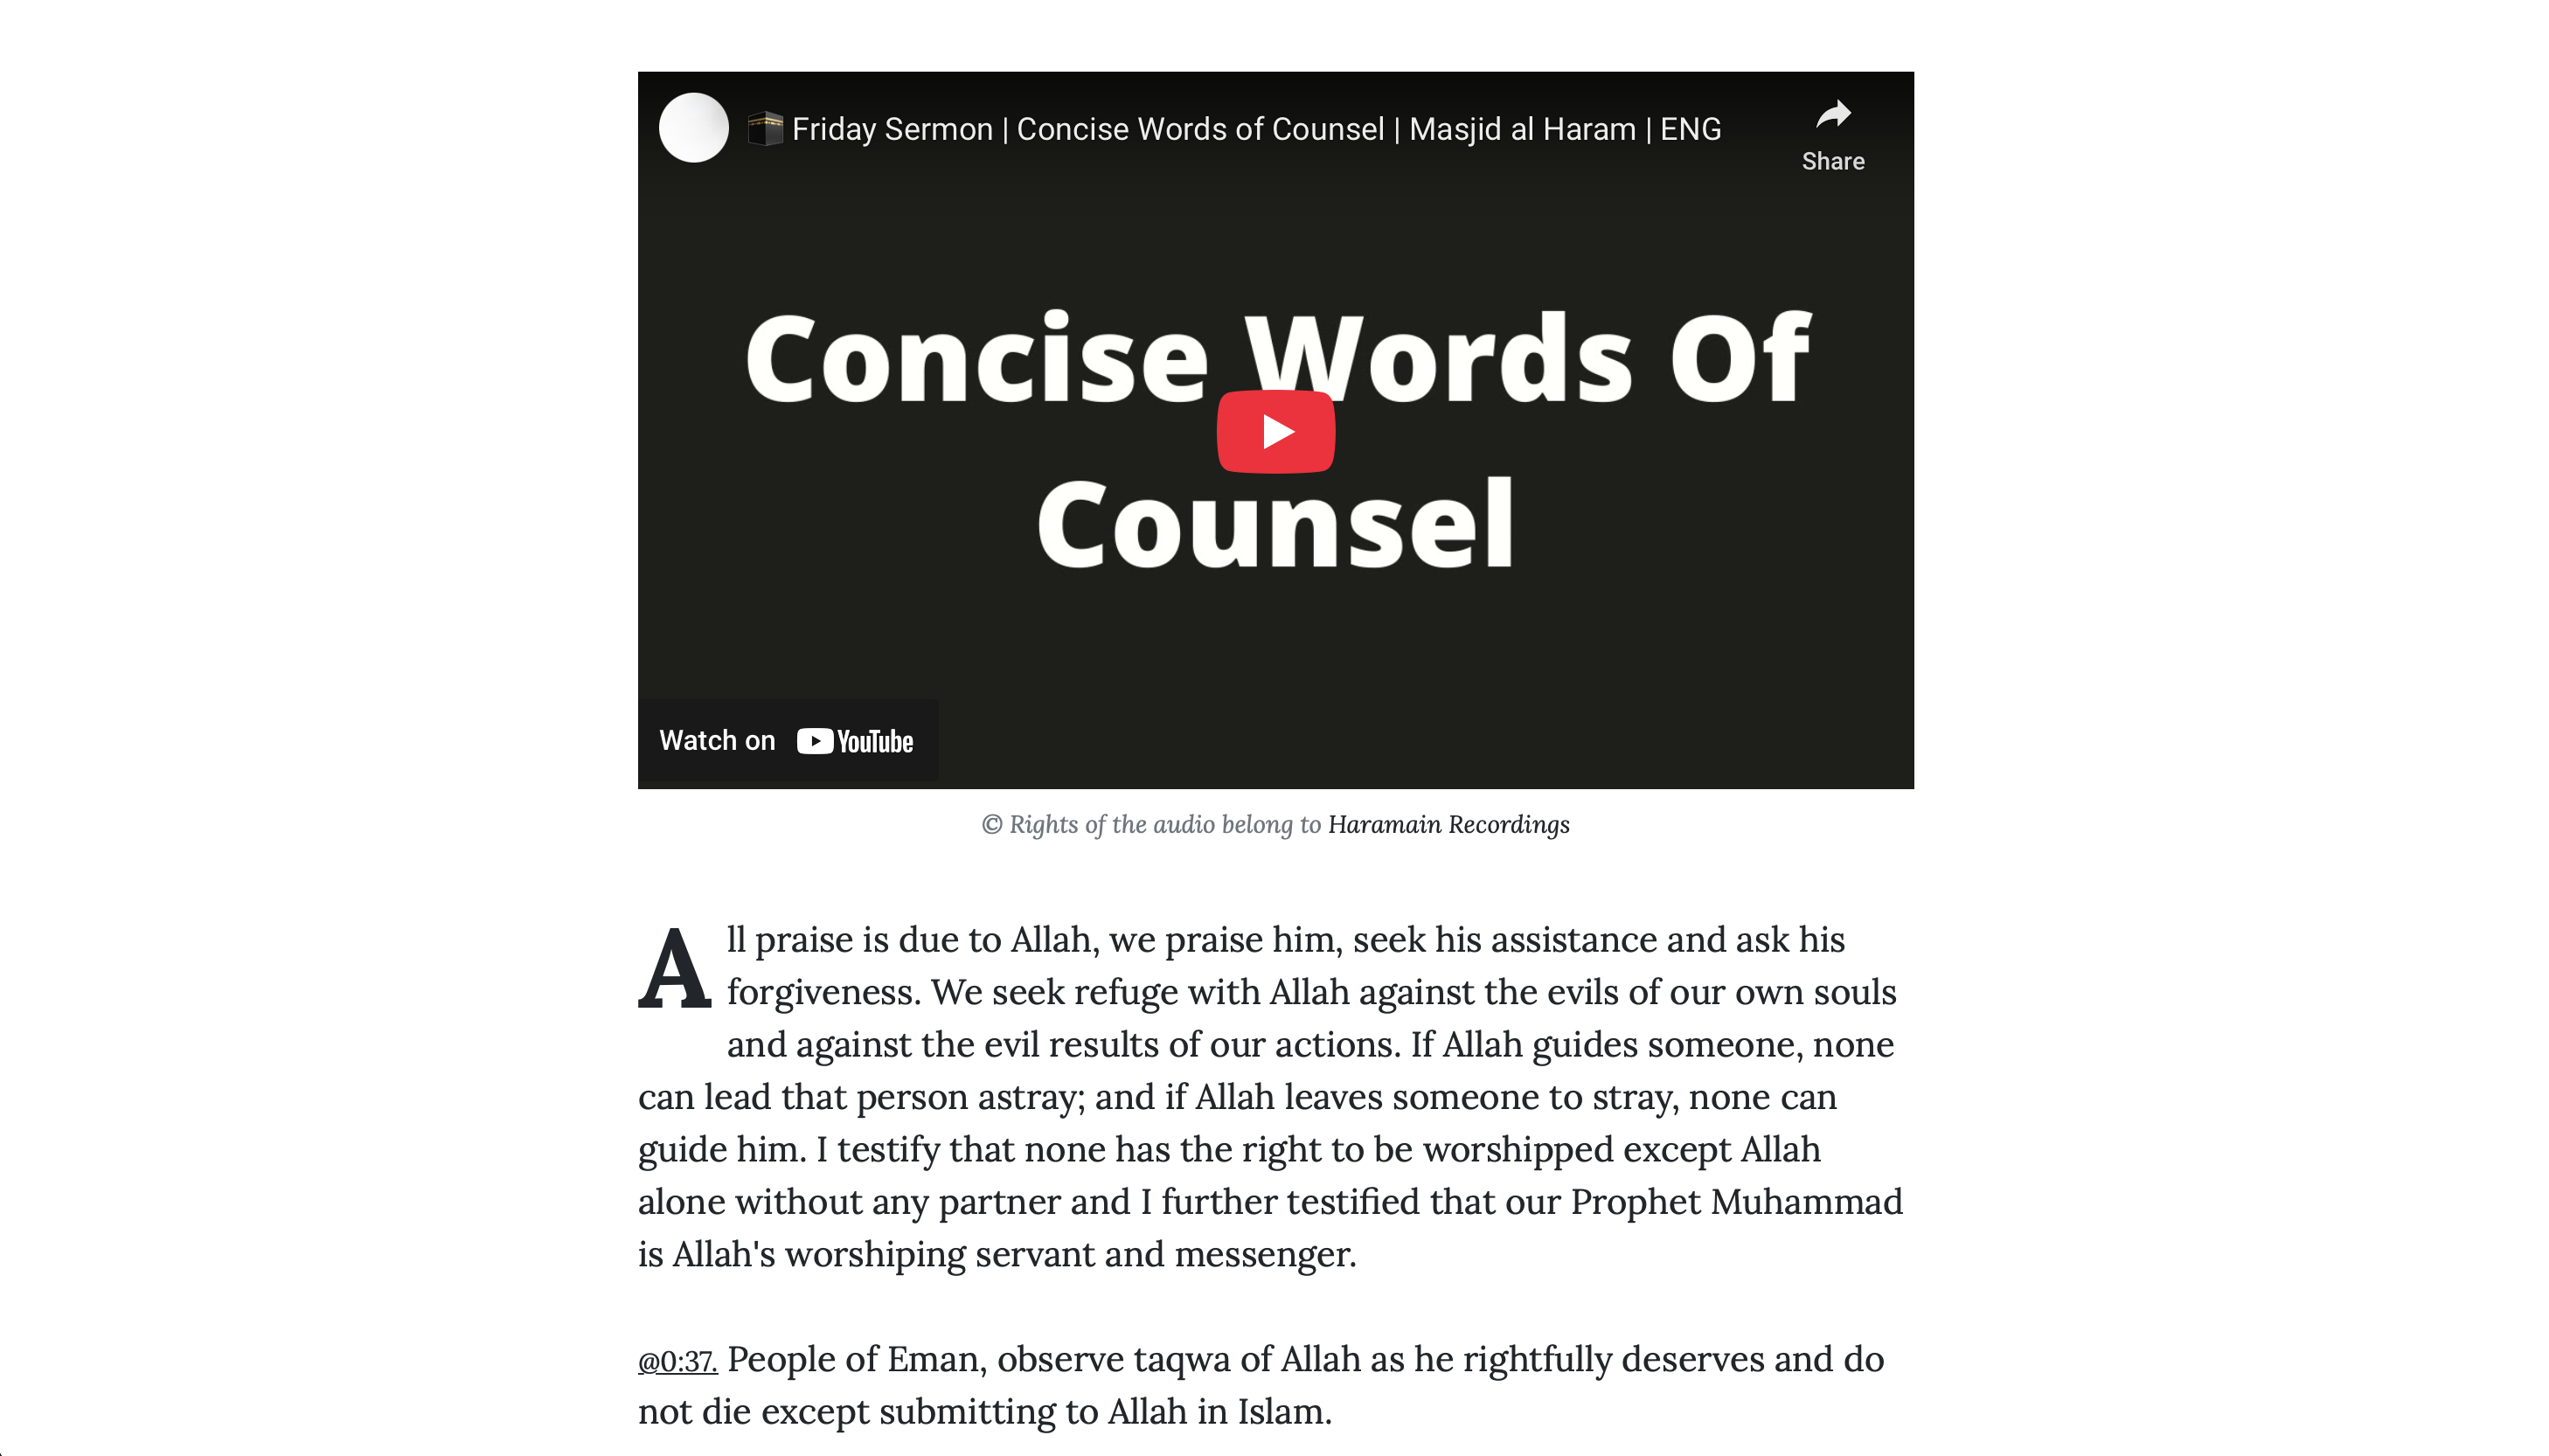 Friday Sermon | Concise Words of Counsel | Masjid al Haram | ENG
Share
Concise Words Of
Counsel
Watch on YouTube
© Rights of the audio belong to Haramain Recordings
All praise is due to Allah, we praise him, seek his assistance and ask his
forgiveness. We seek refuge with Allah against the evils of our own souls
and against the evil results of our actions. If Allah guides someone, none
can lead that person astray; and if Allah leaves someone to stray, none can
guide him. I testify that none has the right to be worshipped except Allah
alone without any partner and I further testified that our Prophet Muhammad
is Allah's worshiping servant and messenger.
@0:37. People of Eman, observe taqwa of Allah as he rightfully deserves and do
not die except submitting to Allah in Islam.